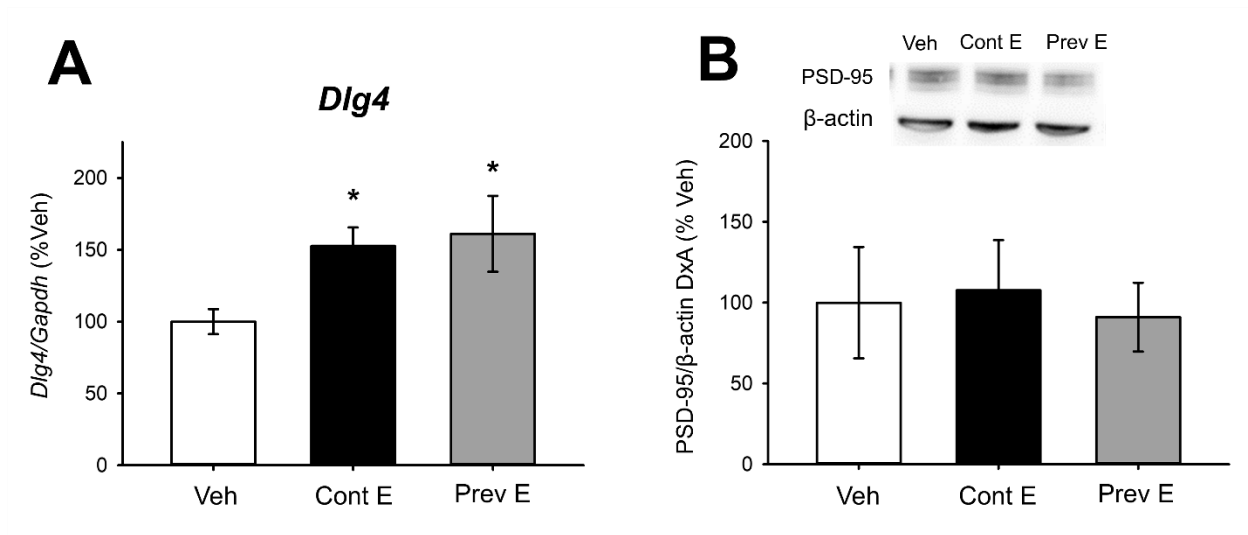 A
Dlg4
Dlg4/Gapdh (%Veh)
200
150
100
50
0
*
*
Veh Cont E Prev E
B
Veh Cont E Prev E
PSD-95
β-actin
PSD-95/β-actin DxA (% Veh)
200
150
100
50
0
Veh Cont E Prev E